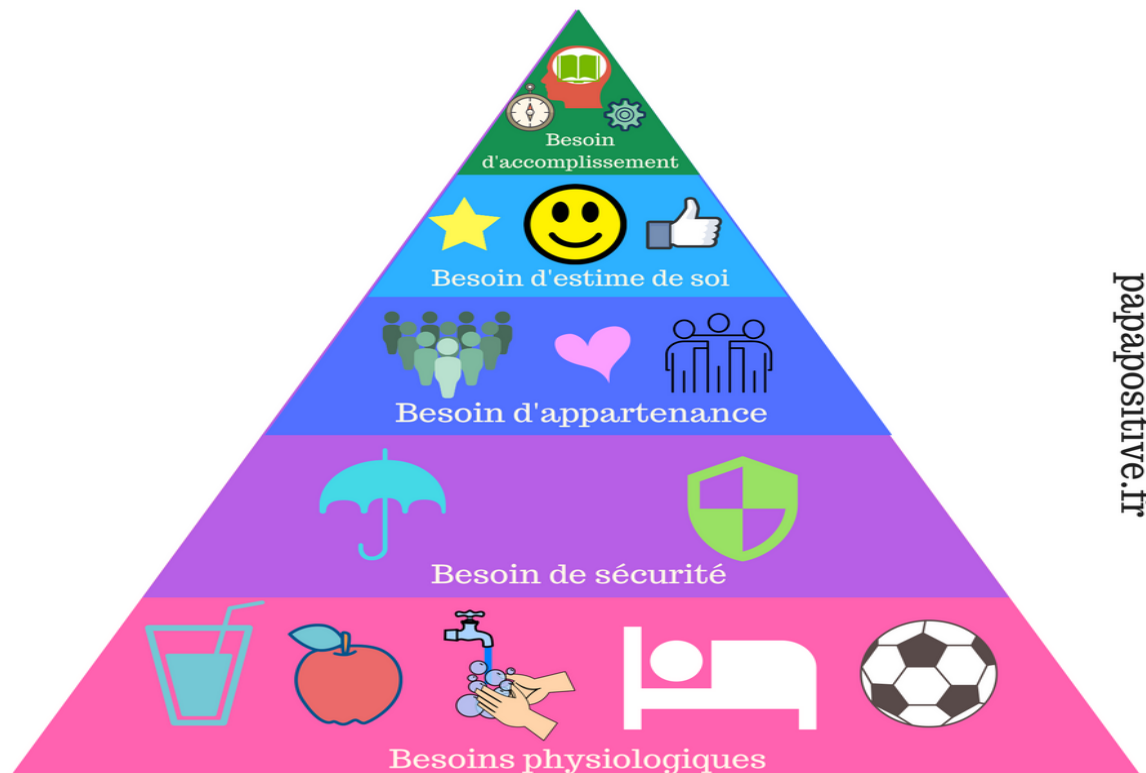 Besoin
d'accomplissement
Besoin d'estime de soi
Besoin d'appartenance
Besoin de sécurité
Besoins physiologiques
papapositive.fr